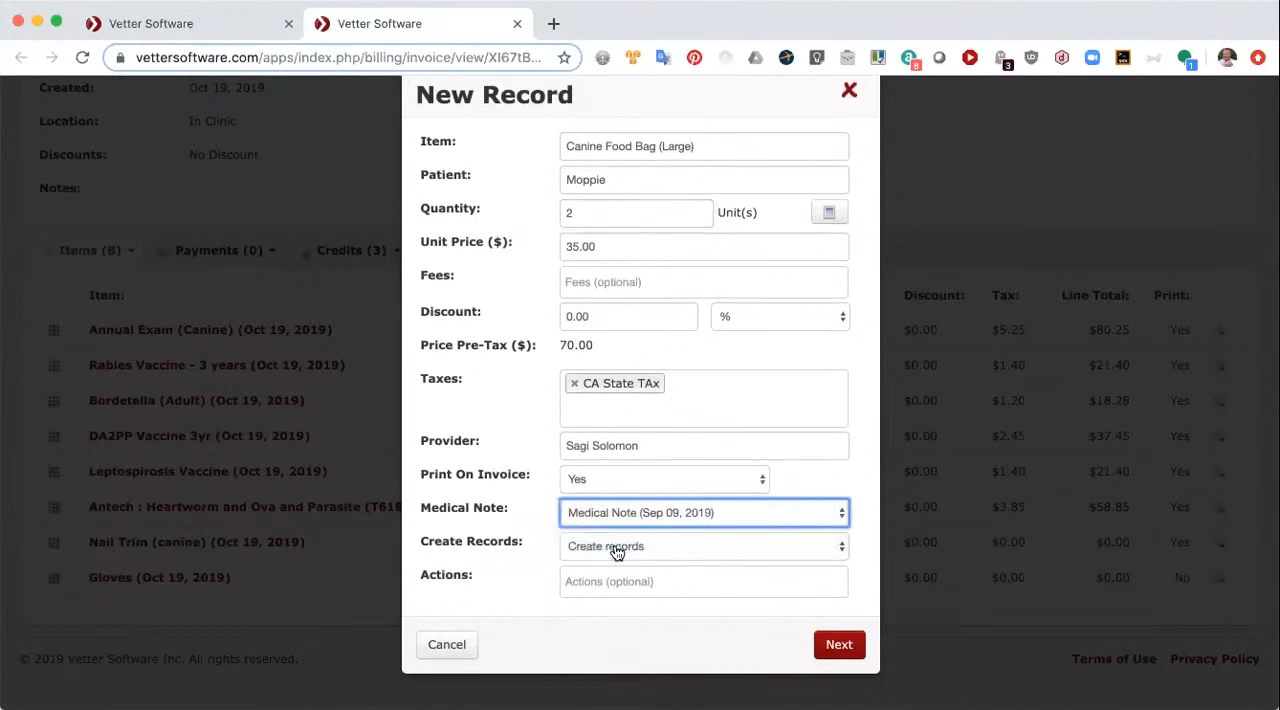 Vetter Software
Vetter Software
vettersoftware.com/apps/index.php/billing/invoice/view/XI67tB...
8
3
1
Created: Oct 19, 2019
Location: In Clinic
Discounts: No Discount
Notes:
Items (8) Payments (0) Credits (3)
Item: Discount: Tax: Line Total: Print:
Annual Exam (Canine) (Oct 19, 2019) $0.00 $5.25 $80.25 Yes
Rabies Vaccine - 3 years (Oct 19, 2019) $0.00 $1.40 $21.40 Yes
Bordetella (Adult) (Oct 19, 2019) $0.00 $1.20 $18.28 Yes
DA2PP Vaccine 3yr (Oct 19, 2019) $0.00 $2.45 $37.45 Yes
Leptospirosis Vaccine (Oct 19, 2019) $0.00 $1.40 $21.40 Yes
Antech : Heartworm and Ova and Parasite (T618 $0.00 $3.85 $58.85 Yes
Nail Trim (canine) (Oct 19, 2019) $0.00 $0.00 $0.00 Yes
Gloves (Oct 19, 2019) $0.00 $0.00 $0.00 No
New Record
Item: Canine Food Bag (Large)
Patient: Moppie
Quantity: 2 Unit(s)
Unit Price ($): 35.00
Fees: Fees (optional)
Discount: 0.00 %
Price Pre-Tax ($): 70.00
Taxes: × CA State TAx
Provider: Sagi Solomon
Print On Invoice: Yes
Medical Note: Medical Note (Sep 09, 2019)
Create Records: Create records
Actions: Actions (optional)
Cancel Next
© 2019 Vetter Software Inc. All rights reserved. Terms of Use Privacy Policy